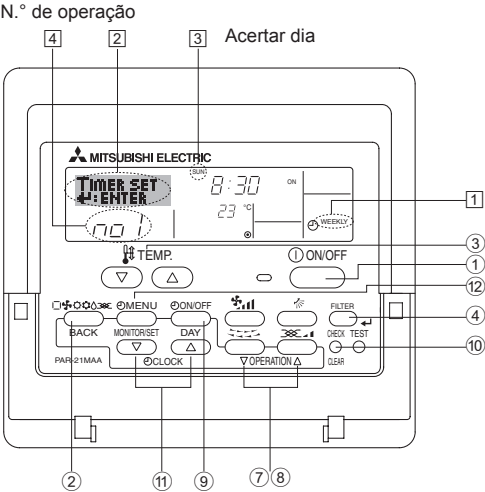 N.° de operação
4 2 3 Acertar dia
MITSUBISHI ELECTRIC
SUN
TIMER SET
↵:ENTER
8:30 ON
no1
23 °C
WEEKLY
1
TEMP. ON/OFF
3
1
12
MENU ON/OFF FILTER
4
BACK MONITOR/SET DAY CHECK TEST
10
PAR-21MAA CLOCK ▽ OPERATION △ CLEAR
2 11 9 7 8